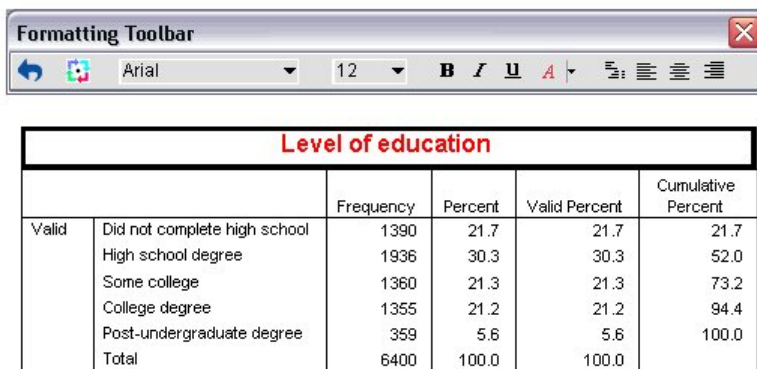 Formatting Toolbar
Arial 12 B I U A
Level of education
Frequency Percent Valid Percent Cumulative Percent
Valid Did not complete high school 1390 21.7 21.7 21.7
High school degree 1936 30.3 30.3 52.0
Some college 1360 21.3 21.3 73.2
College degree 1355 21.2 21.2 94.4
Post-undergraduate degree 359 5.6 5.6 100.0
Total 6400 100.0 100.0